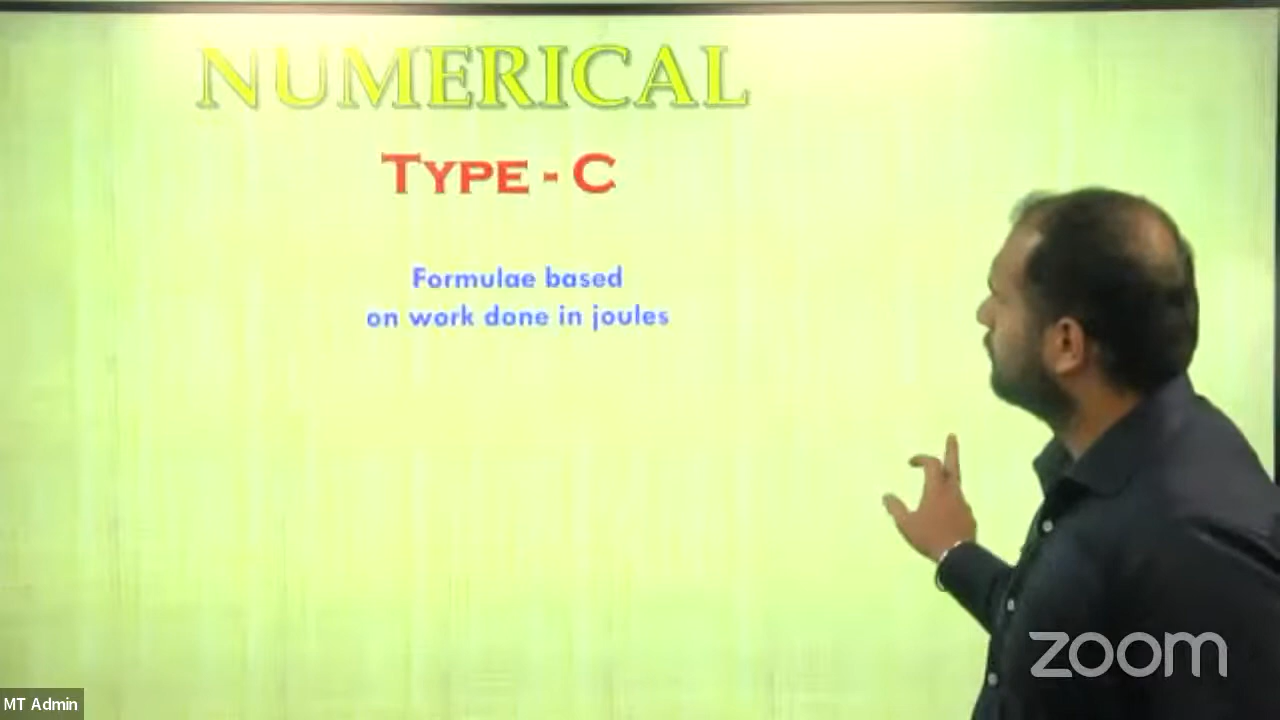 NUMERICAL
TYPE - C
Formulae based
on work done in joules
zoom
MT Admin